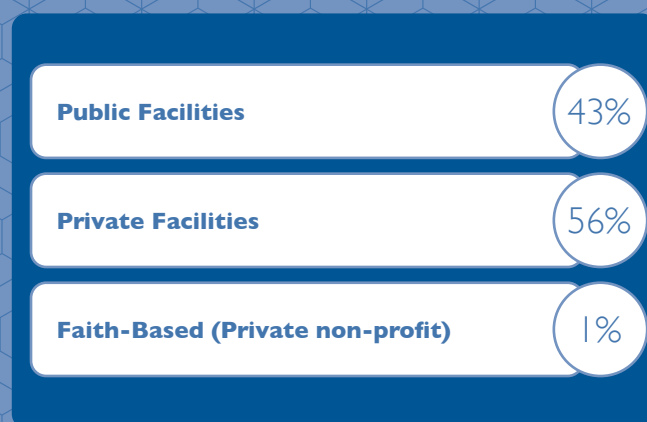 Public Facilities 43%
Private Facilities 56%
Faith-Based (Private non-profit) 1%